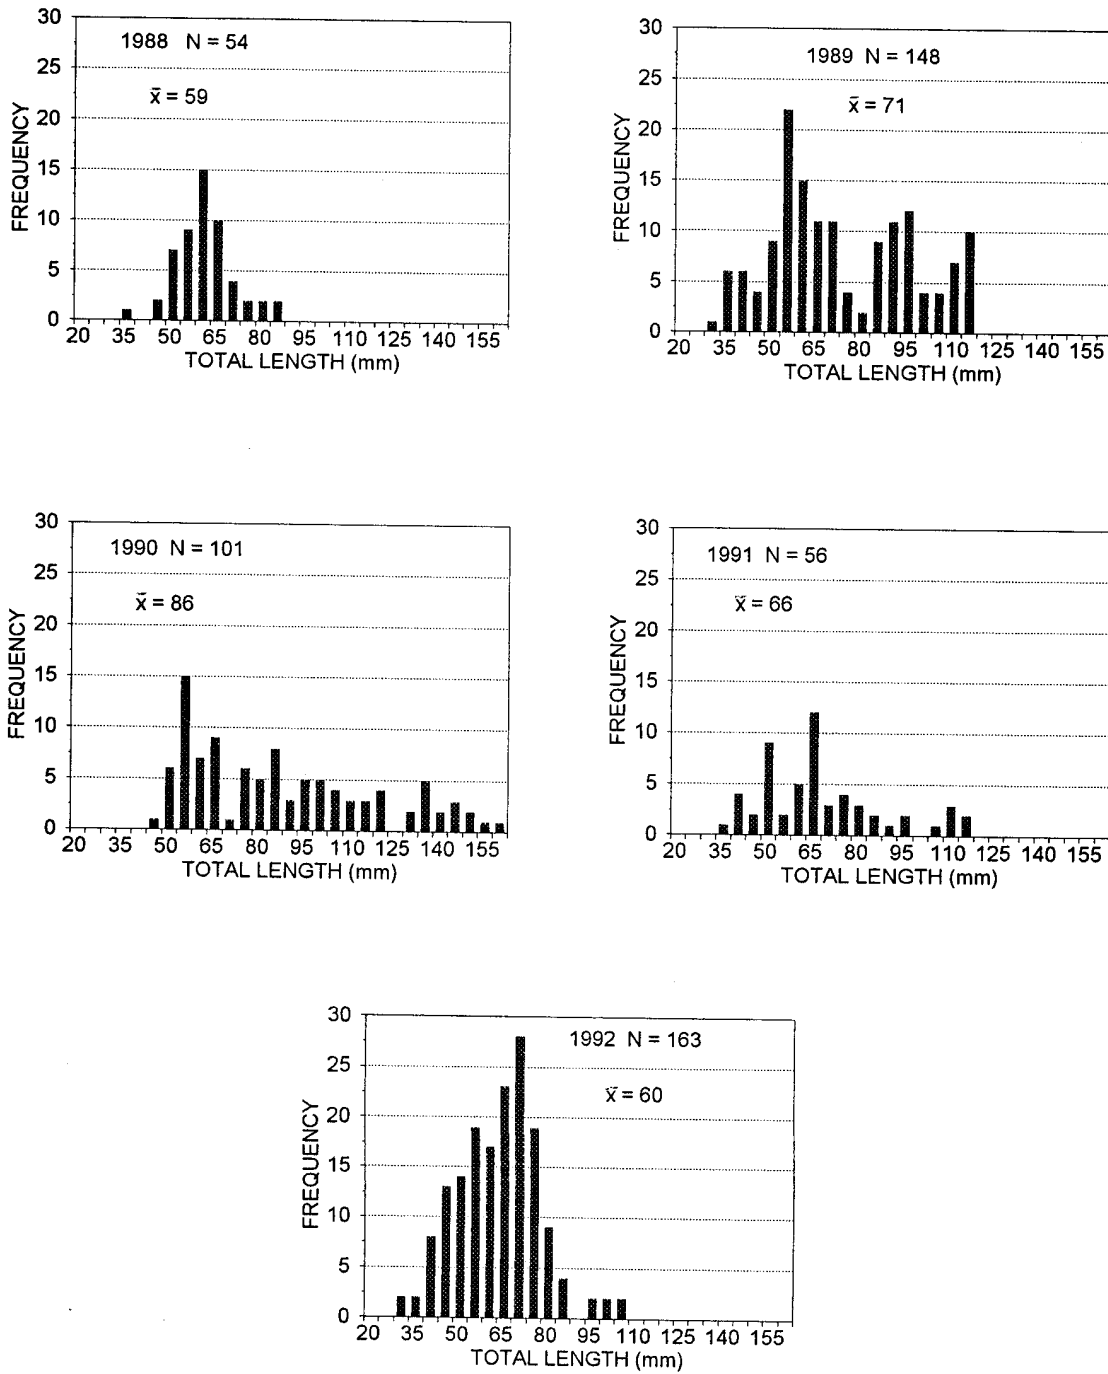 1988 N = 54
x̄ = 59
FREQUENCY
30
25
20
15
10
5
0
20 35 50 65 80 95 110 125 140 155
TOTAL LENGTH (mm)
1989 N = 148
x̄ = 71
FREQUENCY
30
25
20
15
10
5
0
20 35 50 65 80 95 110 125 140 155
TOTAL LENGTH (mm)
1990 N = 101
x̄ = 86
FREQUENCY
30
25
20
15
10
5
0
20 35 50 65 80 95 110 125 140 155
TOTAL LENGTH (mm)
1991 N = 56
x̄ = 66
FREQUENCY
30
25
20
15
10
5
0
20 35 50 65 80 95 110 125 140 155
TOTAL LENGTH (mm)
1992 N = 163
x̄ = 60
FREQUENCY
30
25
20
15
10
5
0
20 35 50 65 80 95 110 125 140 155
TOTAL LENGTH (mm)